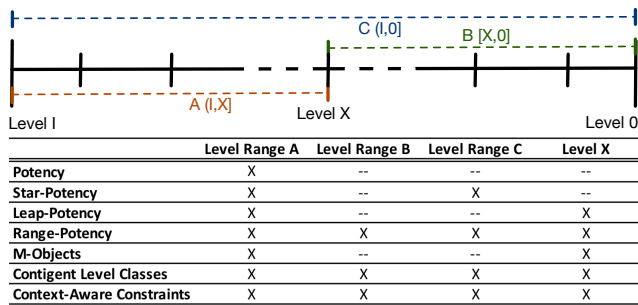 C (I,0]
B [X,0]
A (I,X]
Level I
Level X
Level 0
Level Range A Level Range B Level Range C Level X
Potency X -- -- --
Star-Potency X -- X --
Leap-Potency X -- -- X
Range-Potency X X X X
M-Objects X -- -- X
Contigent Level Classes X X X X
Context-Aware Constraints X X X X